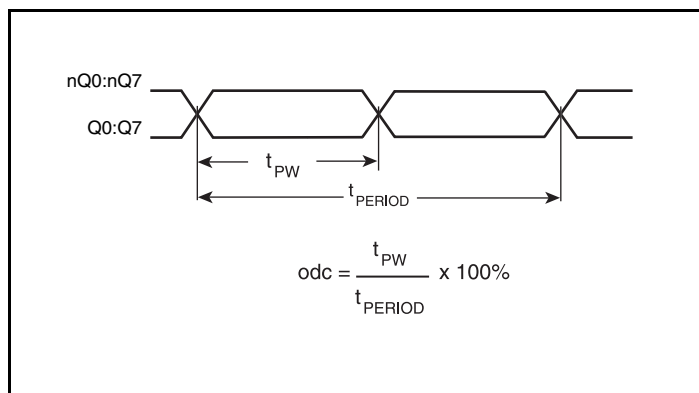 nQ0:nQ7
Q0:Q7
tPW
tPERIOD
odc = tPW / tPERIOD x 100%